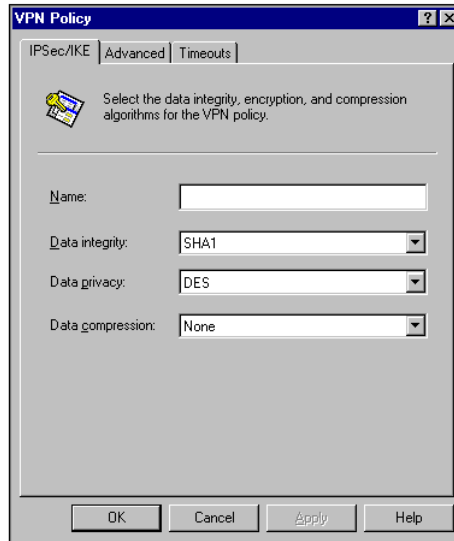 VPN Policy
IPSec/IKE Advanced Timeouts
Select the data integrity, encryption, and compression
algorithms for the VPN policy.
Name:
Data integrity: SHA1
Data privacy: DES
Data compression: None
OK Cancel Apply Help